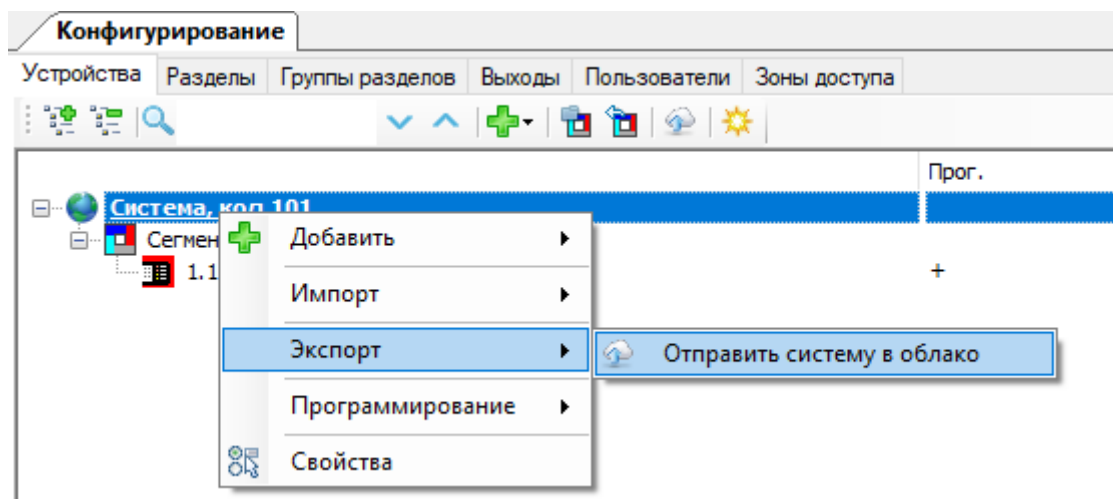 Конфигурирование
Устройства Разделы Группы разделов Выходы Пользователи Зоны доступа
Прог.
Система, код 101
Сегмен Добавить
1.1 +
Импорт
Экспорт Отправить систему в облако
Программирование
Свойства